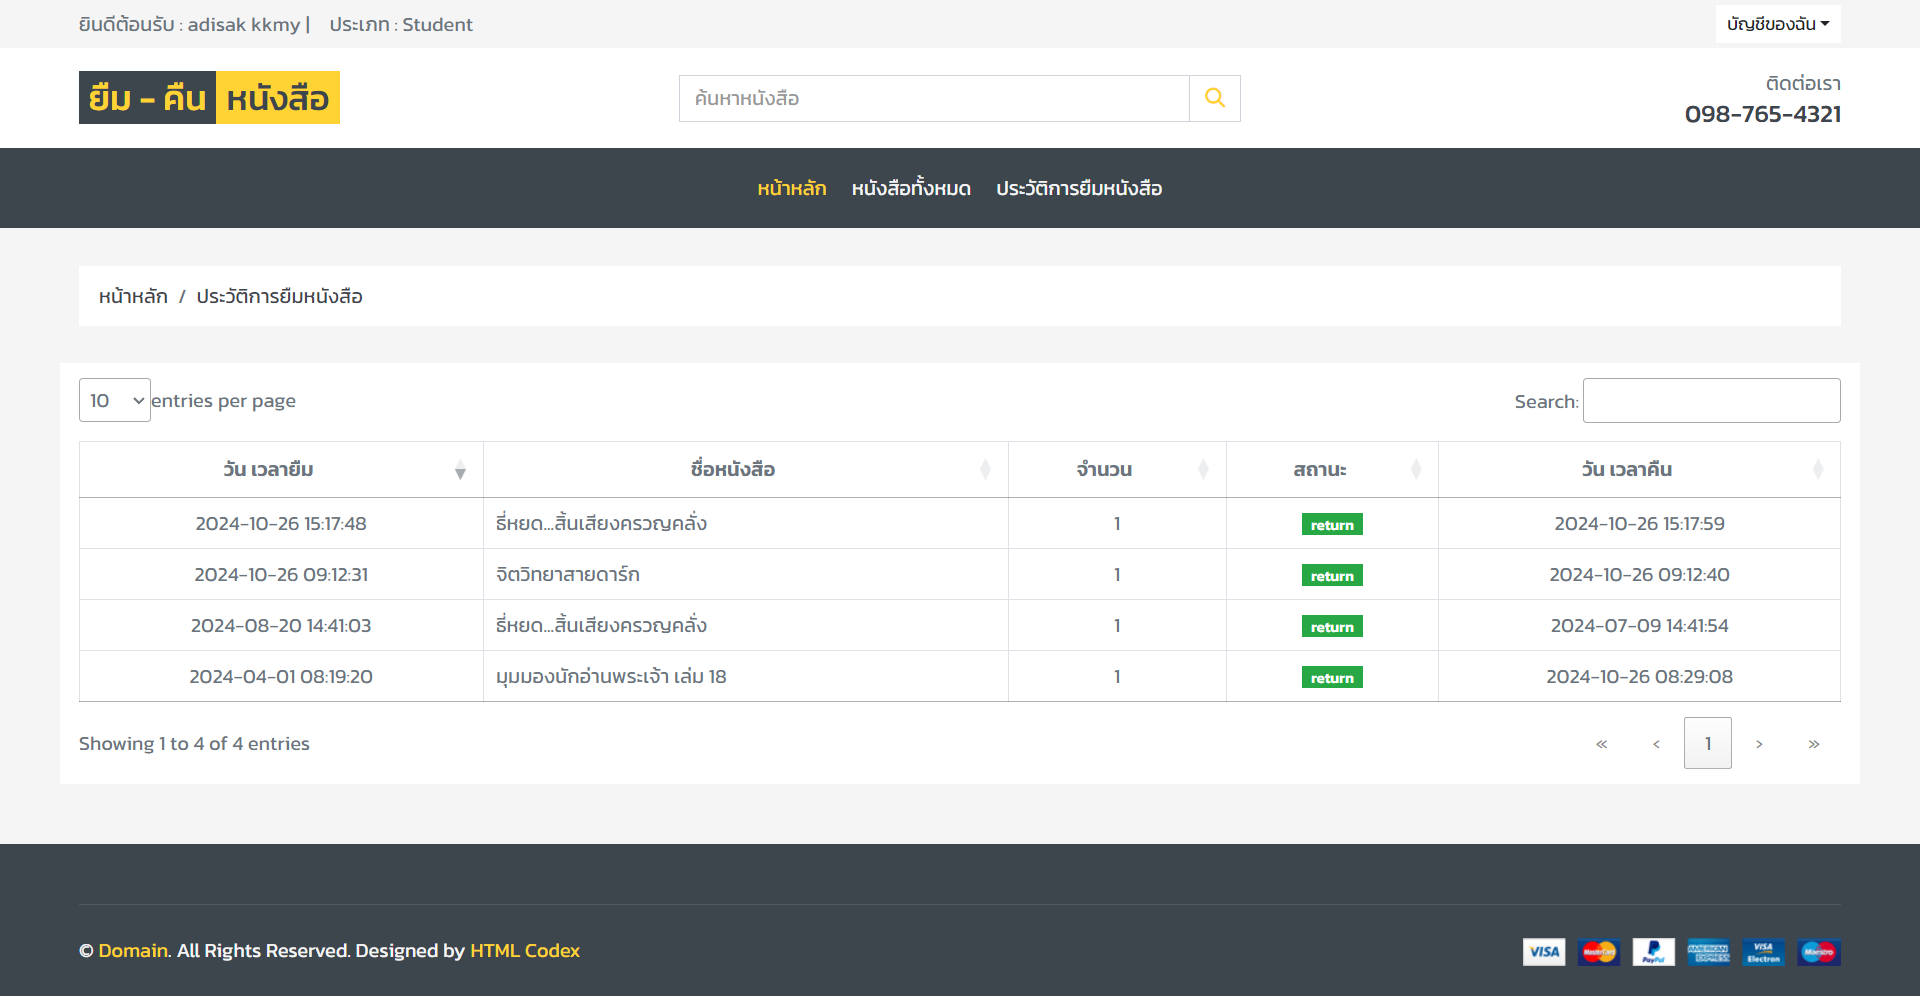 ยินดีต้อนรับ : adisak kkmy | ประเภท : Student
บัญชีของฉัน
ยืม - คืน หนังสือ
ค้นหาหนังสือ
ติดต่อเรา
098-765-4321
หน้าหลัก หนังสือทั้งหมด ประวัติการยืมหนังสือ
หน้าหลัก / ประวัติการยืมหนังสือ
10 entries per page
Search:
วัน เวลายืม ชื่อหนังสือ จำนวน สถานะ วัน เวลาคืน
2024-10-26 15:17:48 ธี่หยด...สิ้นเสียงครวญคลั่ง 1 return 2024-10-26 15:17:59
2024-10-26 09:12:31 จิตวิทยาสายดาร์ก 1 return 2024-10-26 09:12:40
2024-08-20 14:41:03 ธี่หยด...สิ้นเสียงครวญคลั่ง 1 return 2024-07-09 14:41:54
2024-04-01 08:19:20 มุมมองนักอ่านพระเจ้า เล่ม 18 1 return 2024-10-26 08:29:08
Showing 1 to 4 of 4 entries
« ‹ 1 › »
© Domain. All Rights Reserved. Designed by HTML Codex
VISA MasterCard PayPal AMERICAN EXPRESS VISA Electron Maestro